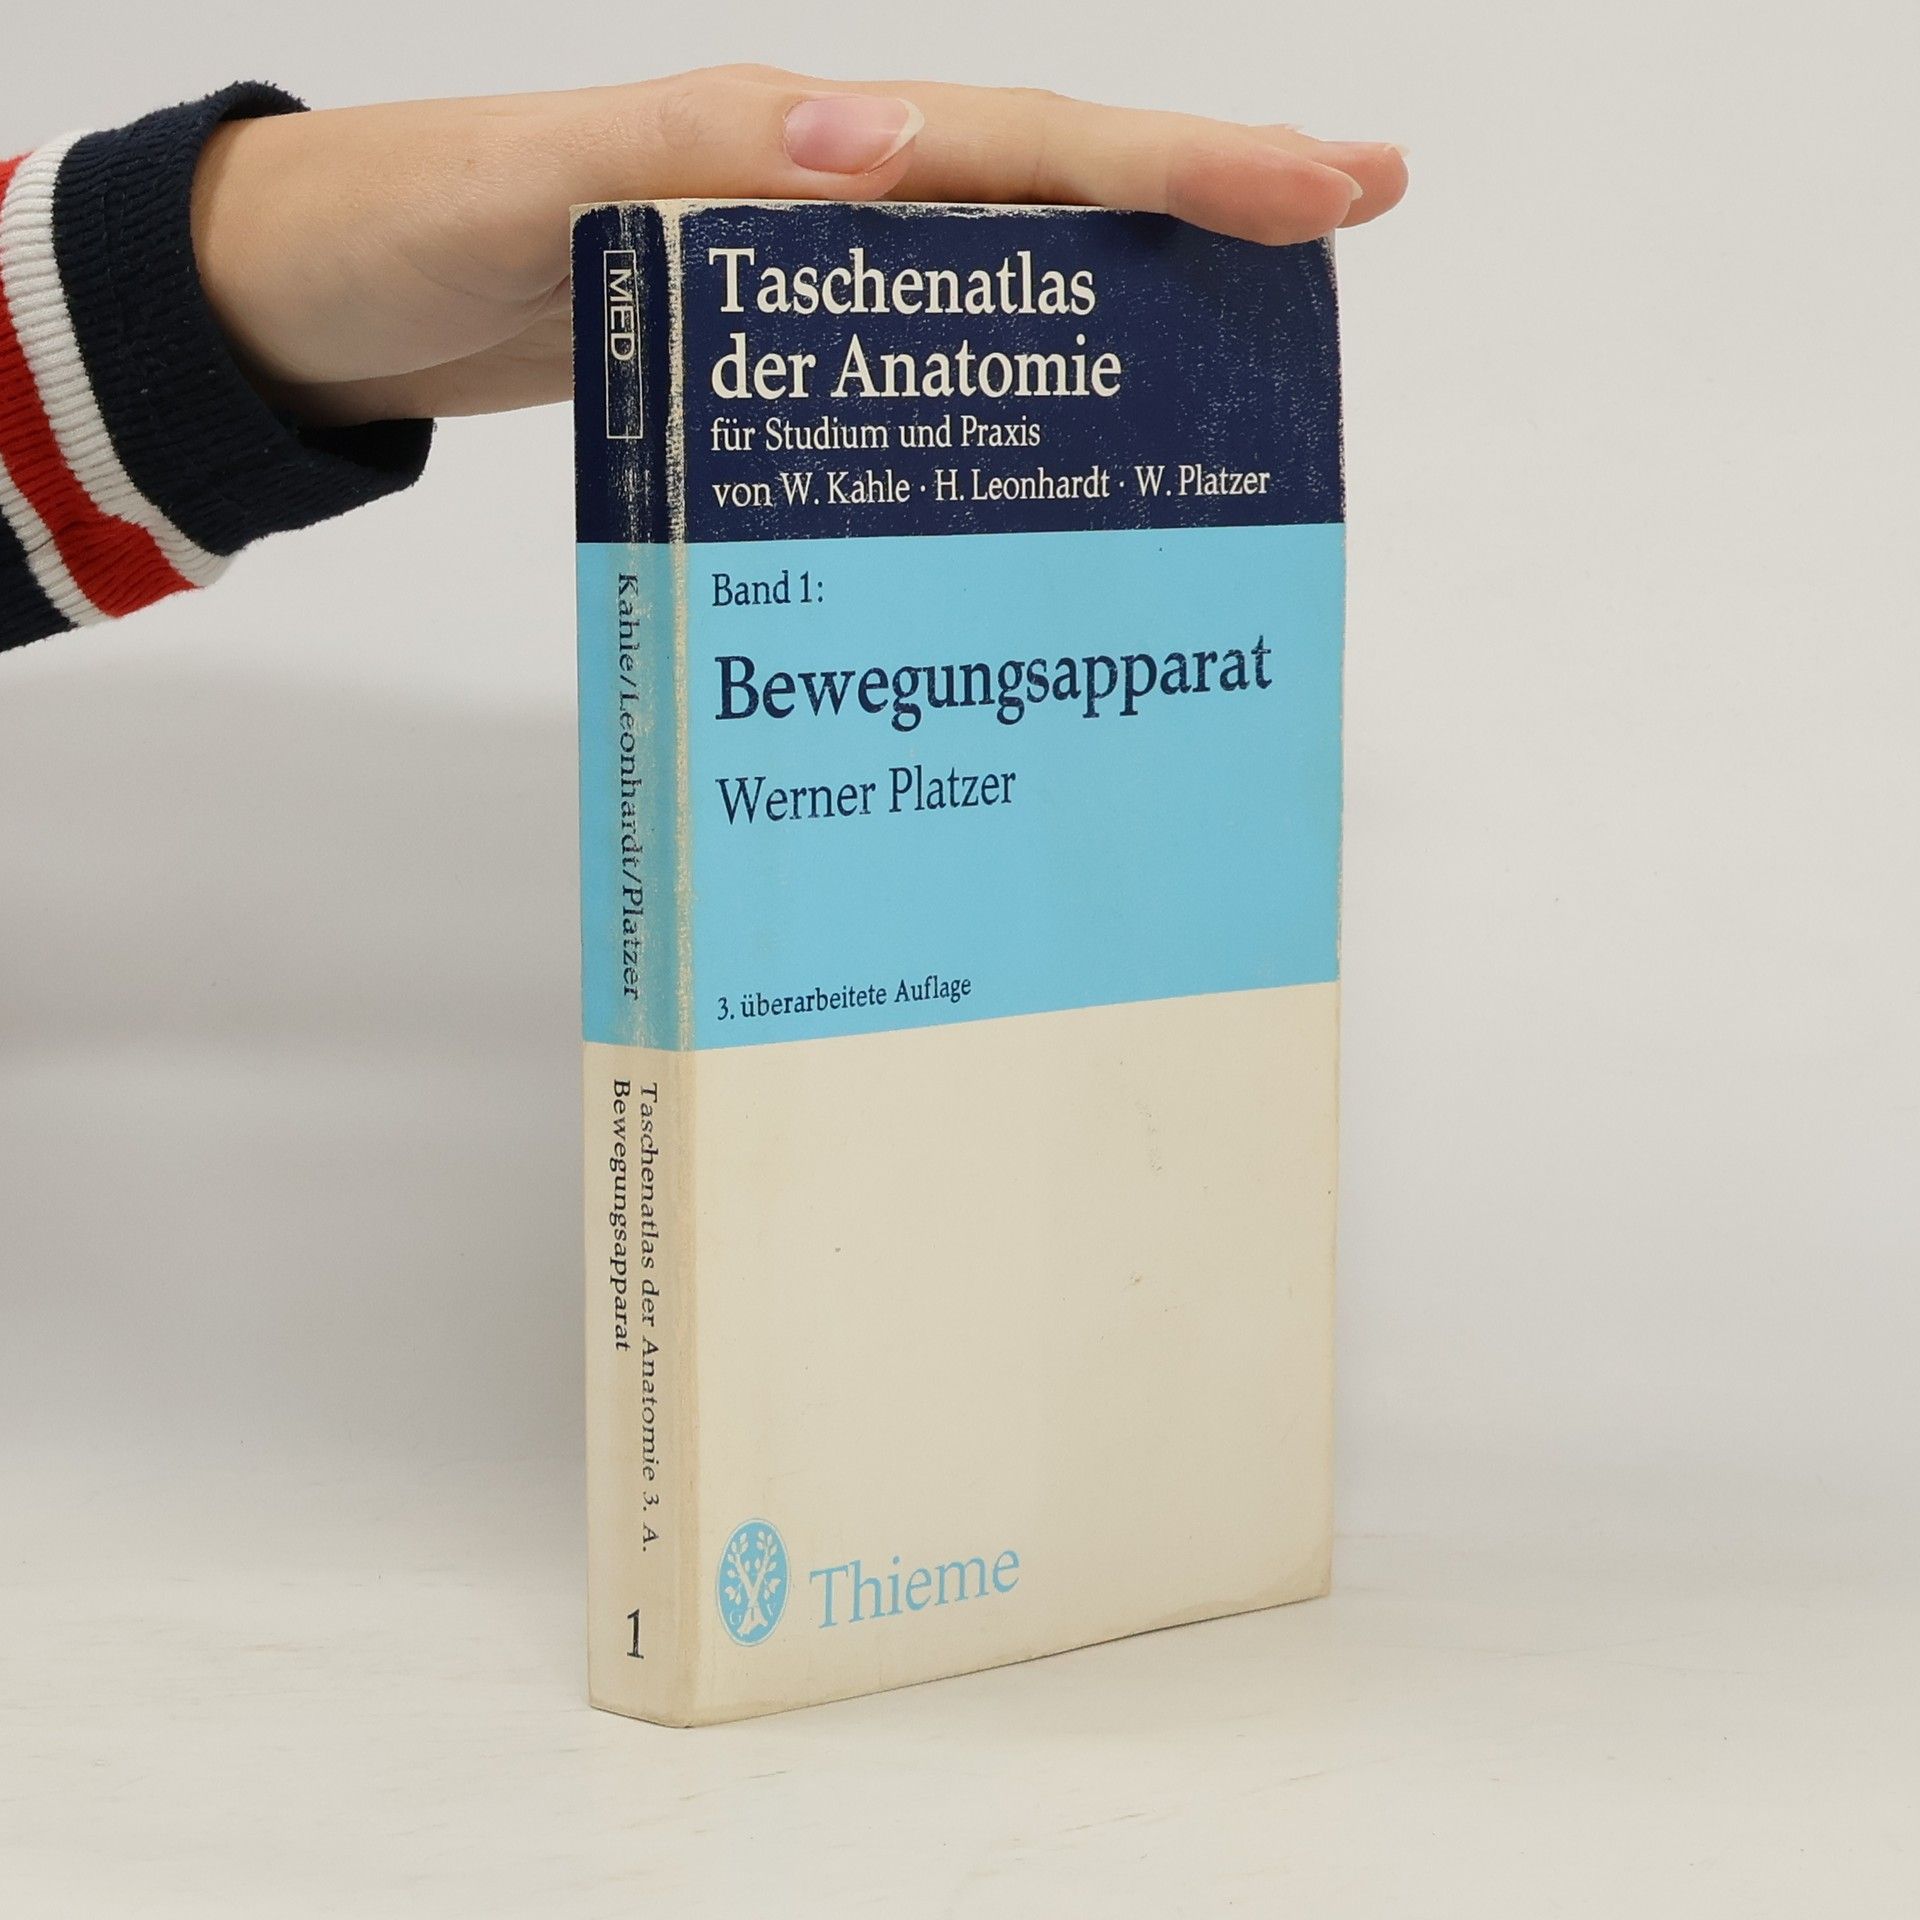 Taschenatlas
der Anatomie
für Studium und Praxis
von W. Kahle · H. Leonhardt · W. Platzer
Band 1:
Bewegungsapparat
Werner Platzer
3. überarbeitete Auflage
Thieme
MED
Kahle/Leonhardt/Platzer
Taschenatlas der Anatomie 3. A.
Bewegungsapparat
1